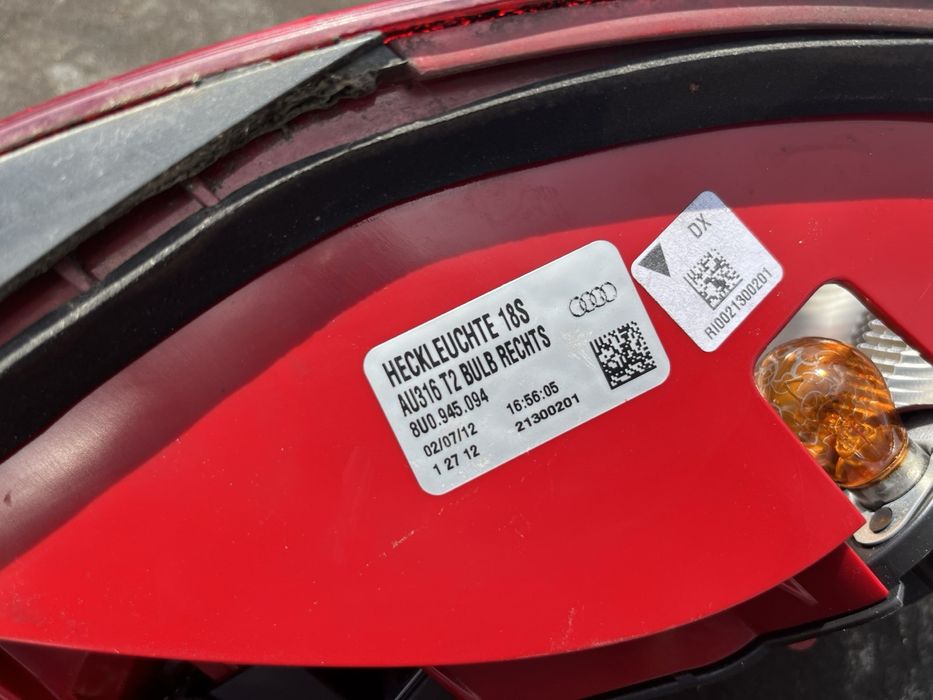 HECKLEUCHTE 18S
AU316 T2 BULB RECHTS
8U0.945.094
02/07/12 16:56:05
1 27 12 21300201
DX
RI0021300201